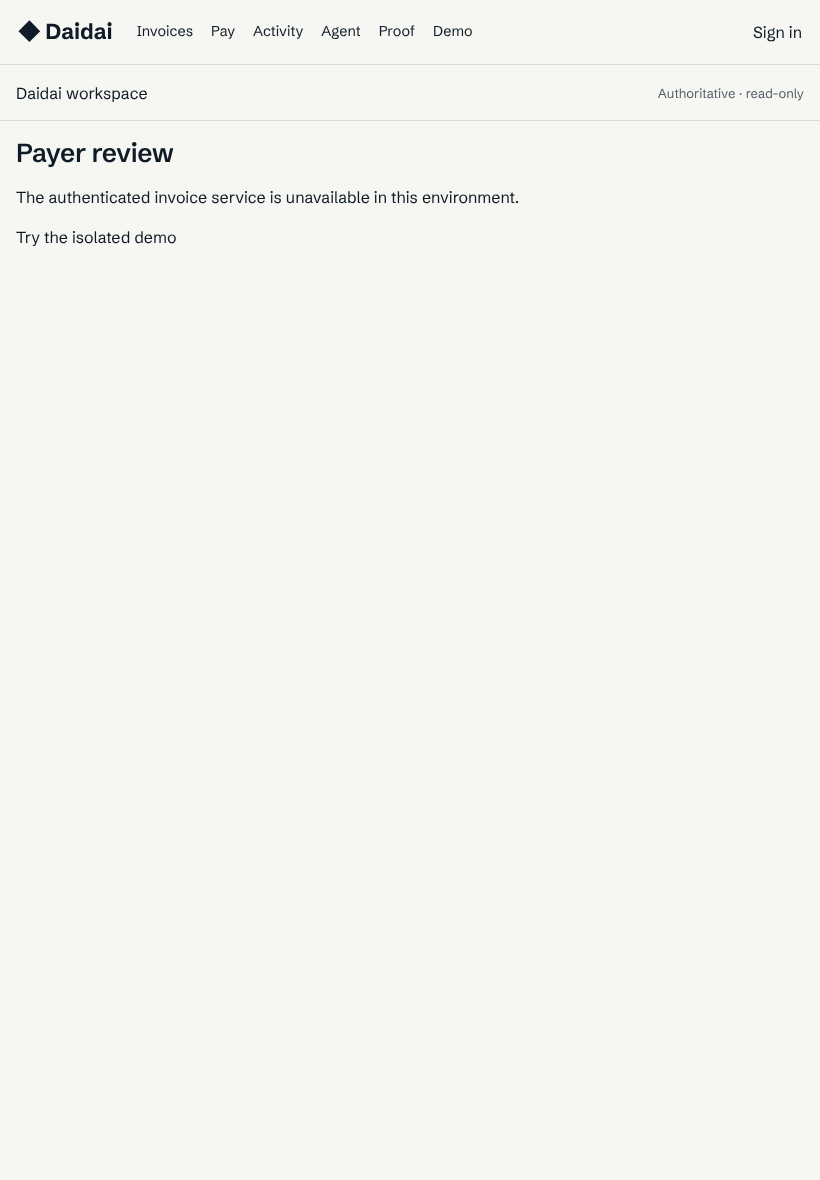 Daidai Invoices Pay Activity Agent Proof Demo Sign in
Daidai workspace Authoritative · read-only
Payer review
The authenticated invoice service is unavailable in this environment.
Try the isolated demo